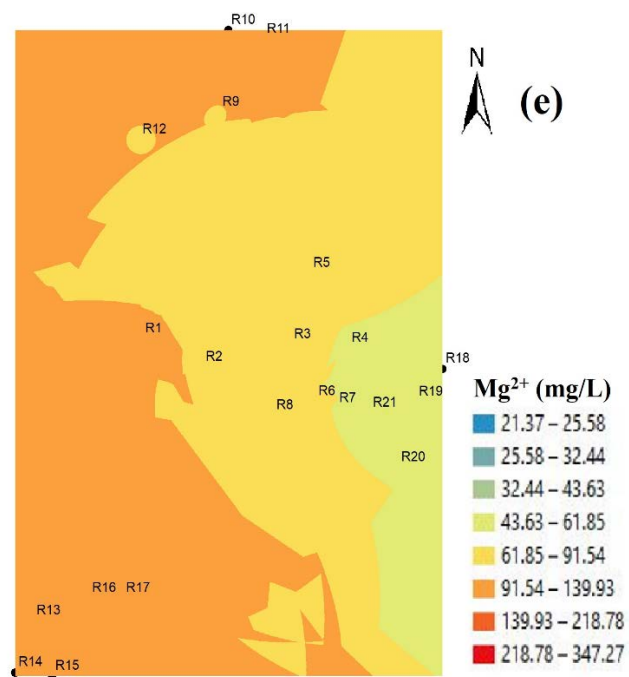 R10
R11
N
(e)
R9
R12
R5
R1
R3
R4
R2
R18
R6
R7
R19
R8
R21
Mg²⁺ (mg/L)
21.37 – 25.58
R20
25.58 – 32.44
32.44 – 43.63
43.63 – 61.85
61.85 – 91.54
R16
R17
91.54 – 139.93
R13
139.93 – 218.78
R14
R15
218.78 – 347.27